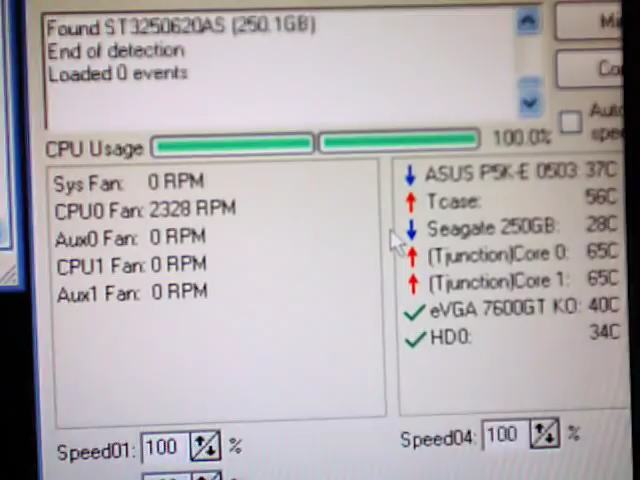 Found ST3250620AS (250.1GB)
End of detection
Loaded 0 events
CPU Usage 100.0%
Sys Fan: 0 RPM
CPU0 Fan: 2328 RPM
Aux0 Fan: 0 RPM
CPU1 Fan: 0 RPM
Aux1 Fan: 0 RPM
ASUS P5K-E 0503: 37C
Tcase: 56C
Seagate 250GB: 28C
(Tjunction)Core 0: 65C
(Tjunction)Core 1: 65C
eVGA 7600GT KO: 40C
HD0: 34C
Speed01: 100 %
Speed04: 100 %